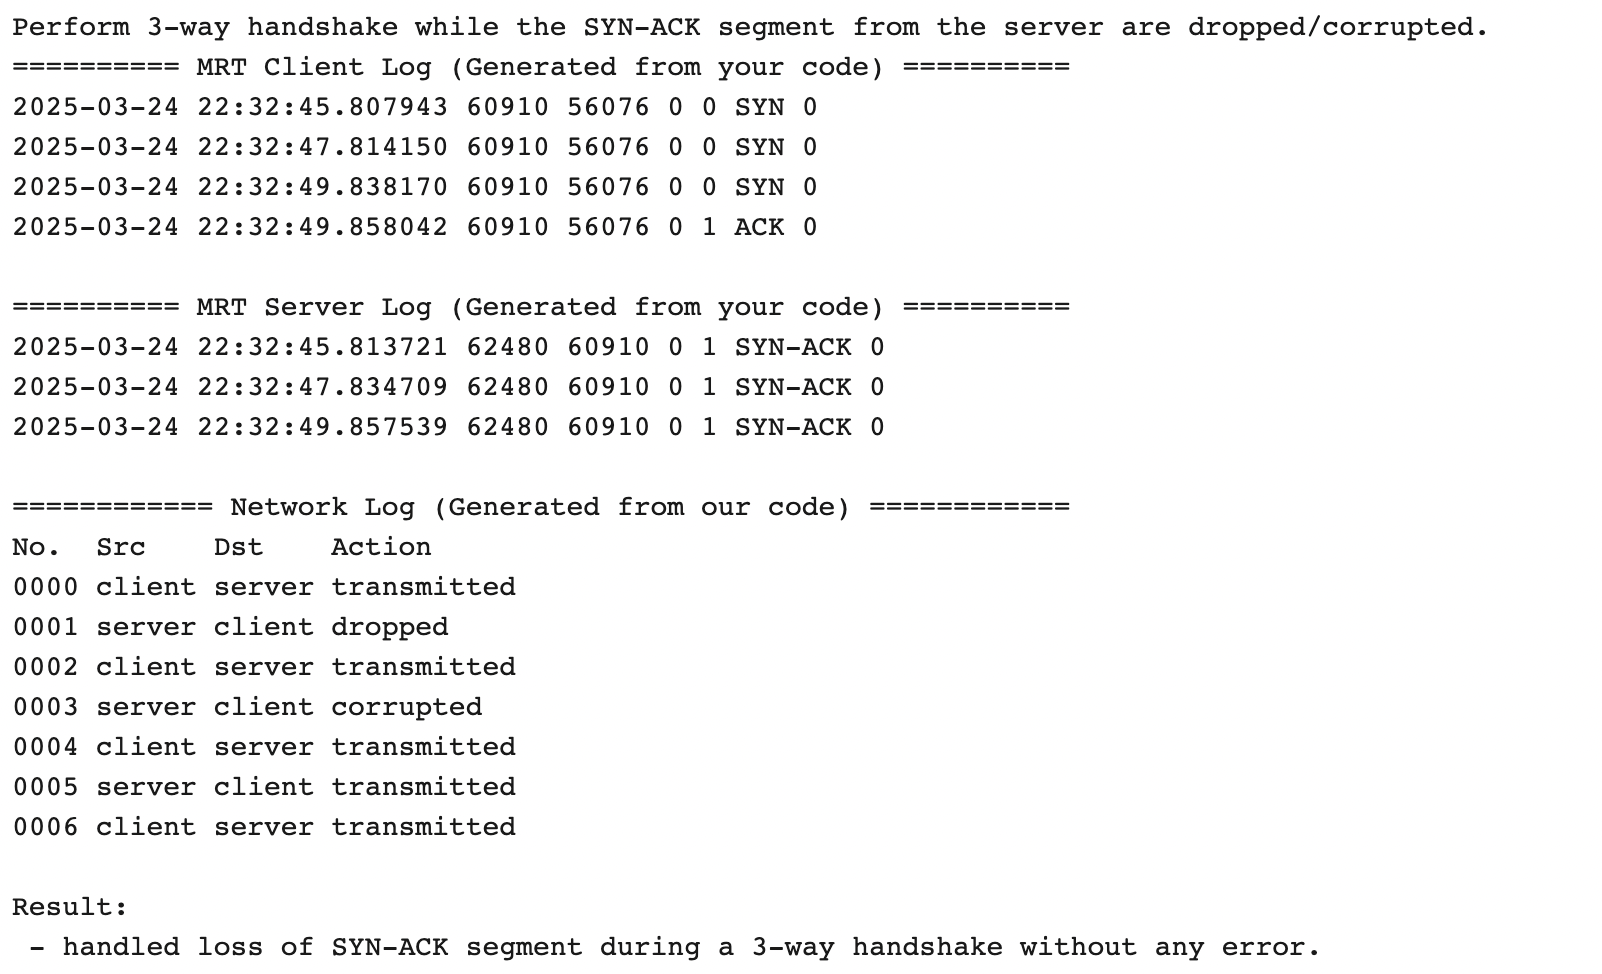 Perform 3-way handshake while the SYN-ACK segment from the server are dropped/corrupted.
========== MRT Client Log (Generated from your code) ==========
2025-03-24 22:32:45.807943 60910 56076 0 0 SYN 0
2025-03-24 22:32:47.814150 60910 56076 0 0 SYN 0
2025-03-24 22:32:49.838170 60910 56076 0 0 SYN 0
2025-03-24 22:32:49.858042 60910 56076 0 1 ACK 0

========== MRT Server Log (Generated from your code) ==========
2025-03-24 22:32:45.813721 62480 60910 0 1 SYN-ACK 0
2025-03-24 22:32:47.834709 62480 60910 0 1 SYN-ACK 0
2025-03-24 22:32:49.857539 62480 60910 0 1 SYN-ACK 0

============ Network Log (Generated from our code) ============
No.  Src    Dst    Action
0000 client server transmitted
0001 server client dropped
0002 client server transmitted
0003 server client corrupted
0004 client server transmitted
0005 server client transmitted
0006 client server transmitted

Result:
 - handled loss of SYN-ACK segment during a 3-way handshake without any error.